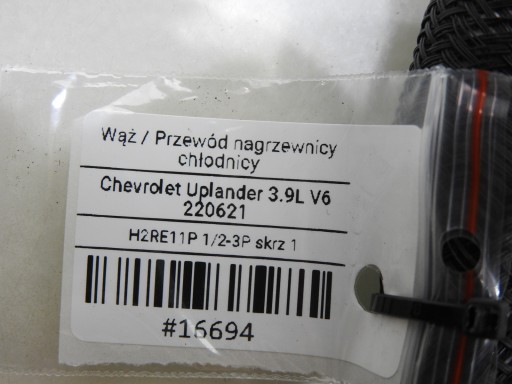 Wąż / Przewód nagrzewnicy
chłodnicy
Chevrolet Uplander 3.9L V6
220621
H2RE11P 1/2-3P skrz 1
#16694